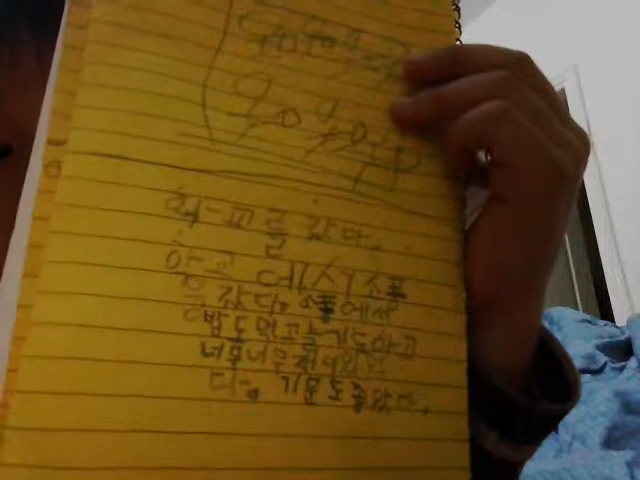 학교를 갔다.
학교에서 소풍
을 갔다. 소풍에서
밥도 먹고 놀기도 하고
너무너무 재미있었
다. 기분도 좋았다.